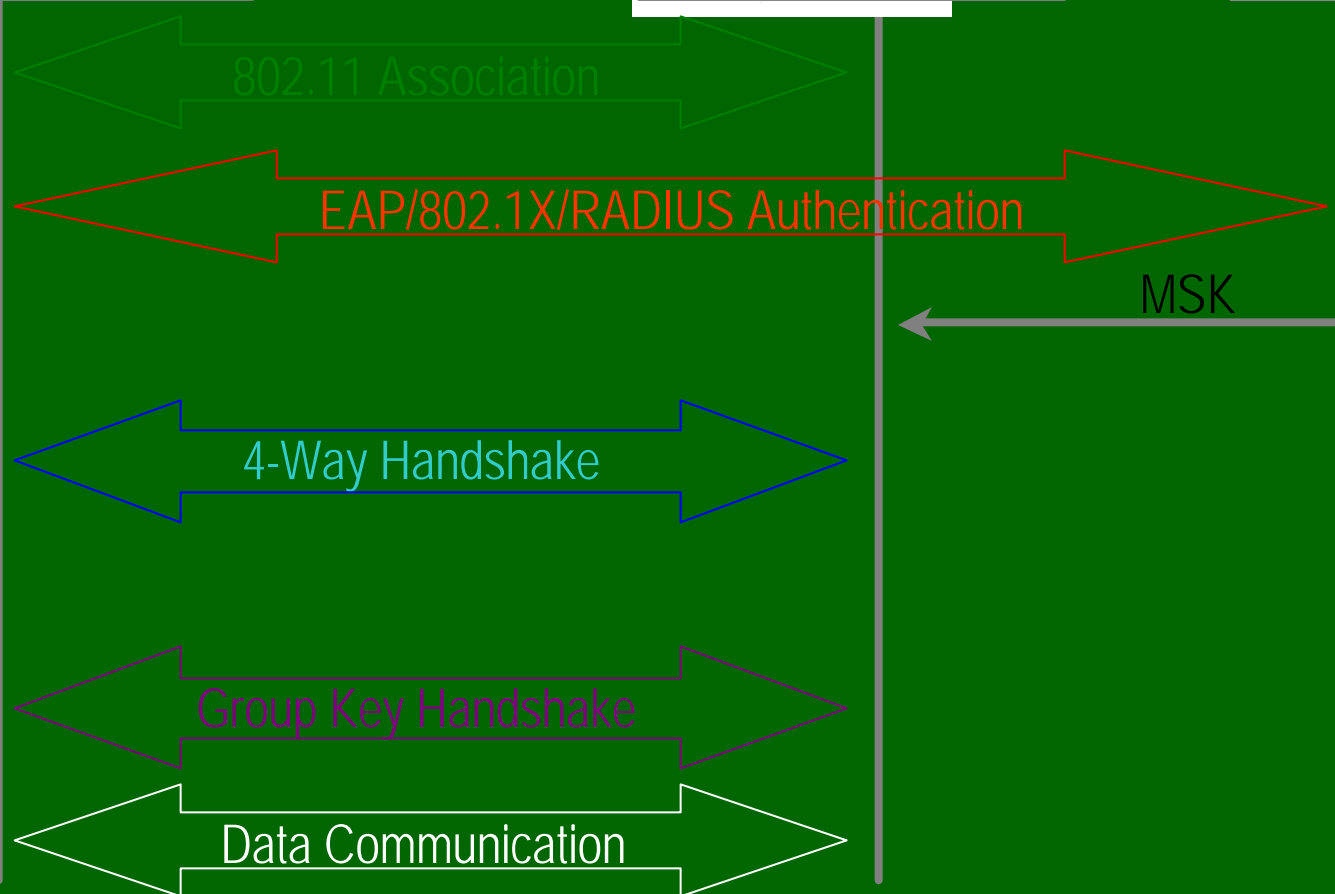 802.11 Association
EAP/802.1X/RADIUS Authentication
MSK
4-Way Handshake
Group Key Handshake
Data Communication